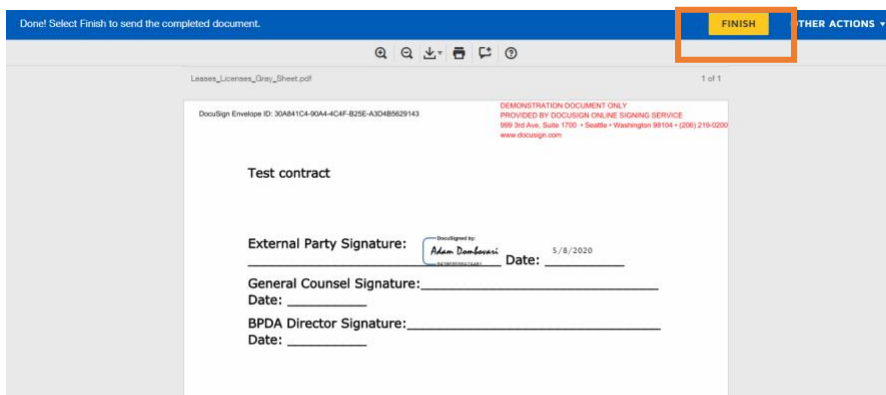 Done! Select Finish to send the completed document.
FINISH
OTHER ACTIONS
Leases_Licenses_Gray_Sheet.pdf
1 of 1
DocuSign Envelope ID: 30A841C4-90A4-4C4F-B25E-A3D4B5629143
DEMONSTRATION DOCUMENT ONLY
PROVIDED BY DOCUSIGN ONLINE SIGNING SERVICE
999 3rd Ave, Suite 1700 • Seattle • Washington 98104 • (206) 219-0200
www.docusign.com
Test contract
DocuSigned by:
External Party Signature: Adam Dombovari Date: 5/8/2020
General Counsel Signature:
Date:
BPDA Director Signature:
Date: